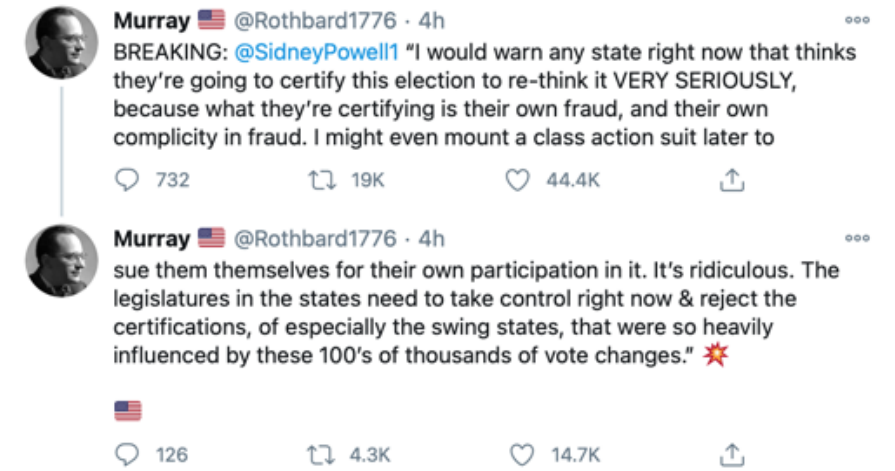 Murray 🇺🇸 @Rothbard1776 · 4h
BREAKING: @SidneyPowell1 “I would warn any state right now that thinks
they’re going to certify this election to re-think it VERY SERIOUSLY,
because what they’re certifying is their own fraud, and their own
complicity in fraud. I might even mount a class action suit later to
732 19K 44.4K
Murray 🇺🇸 @Rothbard1776 · 4h
sue them themselves for their own participation in it. It’s ridiculous. The
legislatures in the states need to take control right now & reject the
certifications, of especially the swing states, that were so heavily
influenced by these 100’s of thousands of vote changes.” 💥
🇺🇸
126 4.3K 14.7K